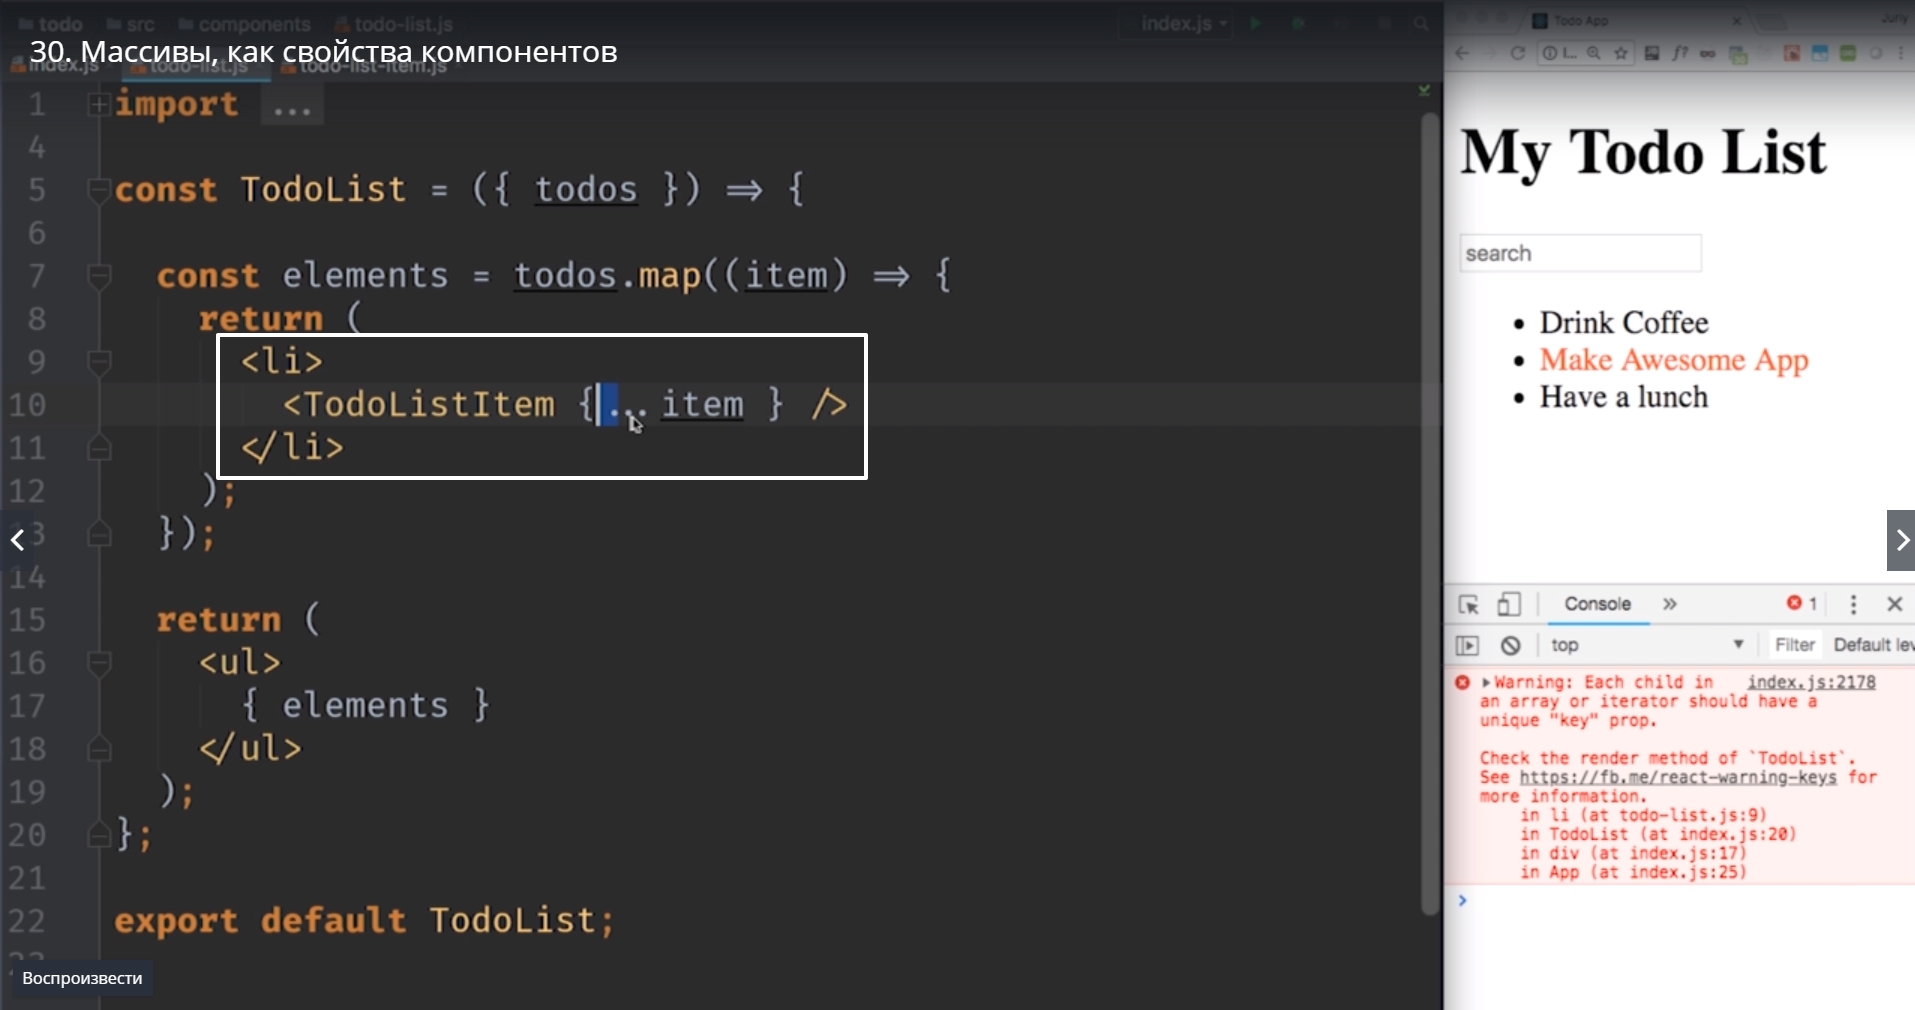 todo src components todo-list.js index.js
30. Массивы, как свойства компонентов
index.js todo-list.js todo-list-item.js
1 import ...
4
5 const TodoList = ({ todos }) => {
6
7 const elements = todos.map((item) => {
8 return (
9 <li>
10 <TodoListItem {... item } />
11 </li>
12 );
13 });
14
15 return (
16 <ul>
17 { elements }
18 </ul>
19 );
20 };
21
22 export default TodoList;
23
Воспроизвести
Todo App
My Todo List
search
Drink Coffee
Make Awesome App
Have a lunch
Console » 1
top Filter Default lev
Warning: Each child in index.js:2178
an array or iterator should have a
unique "key" prop.
Check the render method of `TodoList`.
See https://fb.me/react-warning-keys for
more information.
in li (at todo-list.js:9)
in TodoList (at index.js:20)
in div (at index.js:17)
in App (at index.js:25)